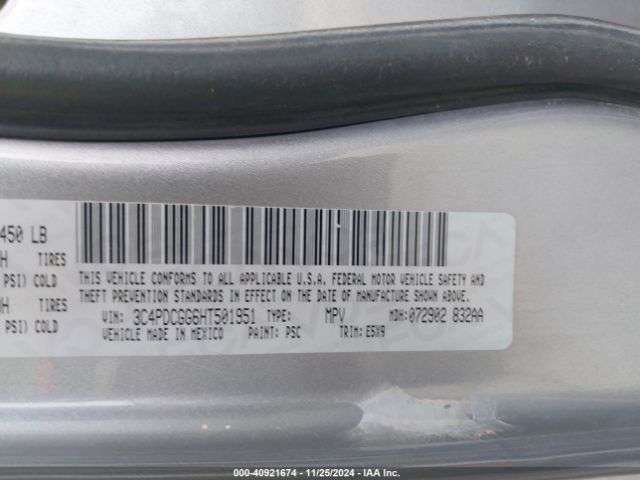 450 LB
H TIRES
PSI) COLD
H TIRES
PSI) COLD
THIS VEHICLE CONFORMS TO ALL APPLICABLE U.S.A. FEDERAL MOTOR VEHICLE SAFETY AND
THEFT PREVENTION STANDARDS IN EFFECT ON THE DATE OF MANUFACTURE SHOWN ABOVE.
VIN: 3C4PDCGG6HT501951 TYPE: MPV MDH:072902 832AA
VEHICLE MADE IN MEXICO PAINT: PSC TRIM: E5X9
000-40921674 - 11/25/2024 - IAA Inc.